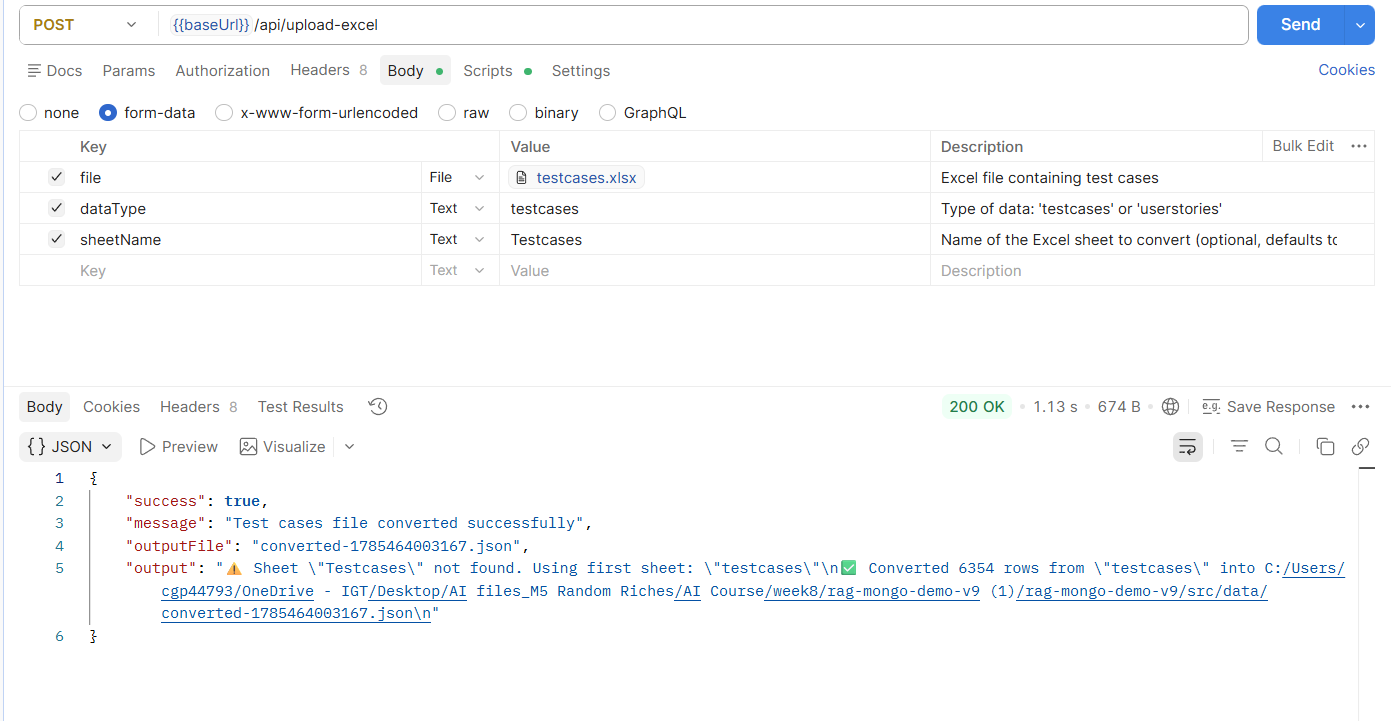 POST {{baseUrl}} /api/upload-excel Send
Docs Params Authorization Headers 8 Body Scripts Settings Cookies
none form-data x-www-form-urlencoded raw binary GraphQL
Key Value Description Bulk Edit
file File testcases.xlsx Excel file containing test cases
dataType Text testcases Type of data: 'testcases' or 'userstories'
sheetName Text Testcases Name of the Excel sheet to convert (optional, defaults to
Key Text Value Description
Body Cookies Headers 8 Test Results 200 OK 1.13 s 674 B e.g. Save Response
{} JSON Preview Visualize
1 {
2 "success": true,
3 "message": "Test cases file converted successfully",
4 "outputFile": "converted-1785464003167.json",
5 "output": "⚠️ Sheet \"Testcases\" not found. Using first sheet: \"testcases\"\n✅ Converted 6354 rows from \"testcases\" into C:/Users/
cgp44793/OneDrive - IGT/Desktop/AI files_M5 Random Riches/AI Course/week8/rag-mongo-demo-v9 (1)/rag-mongo-demo-v9/src/data/
converted-1785464003167.json\n"
6 }